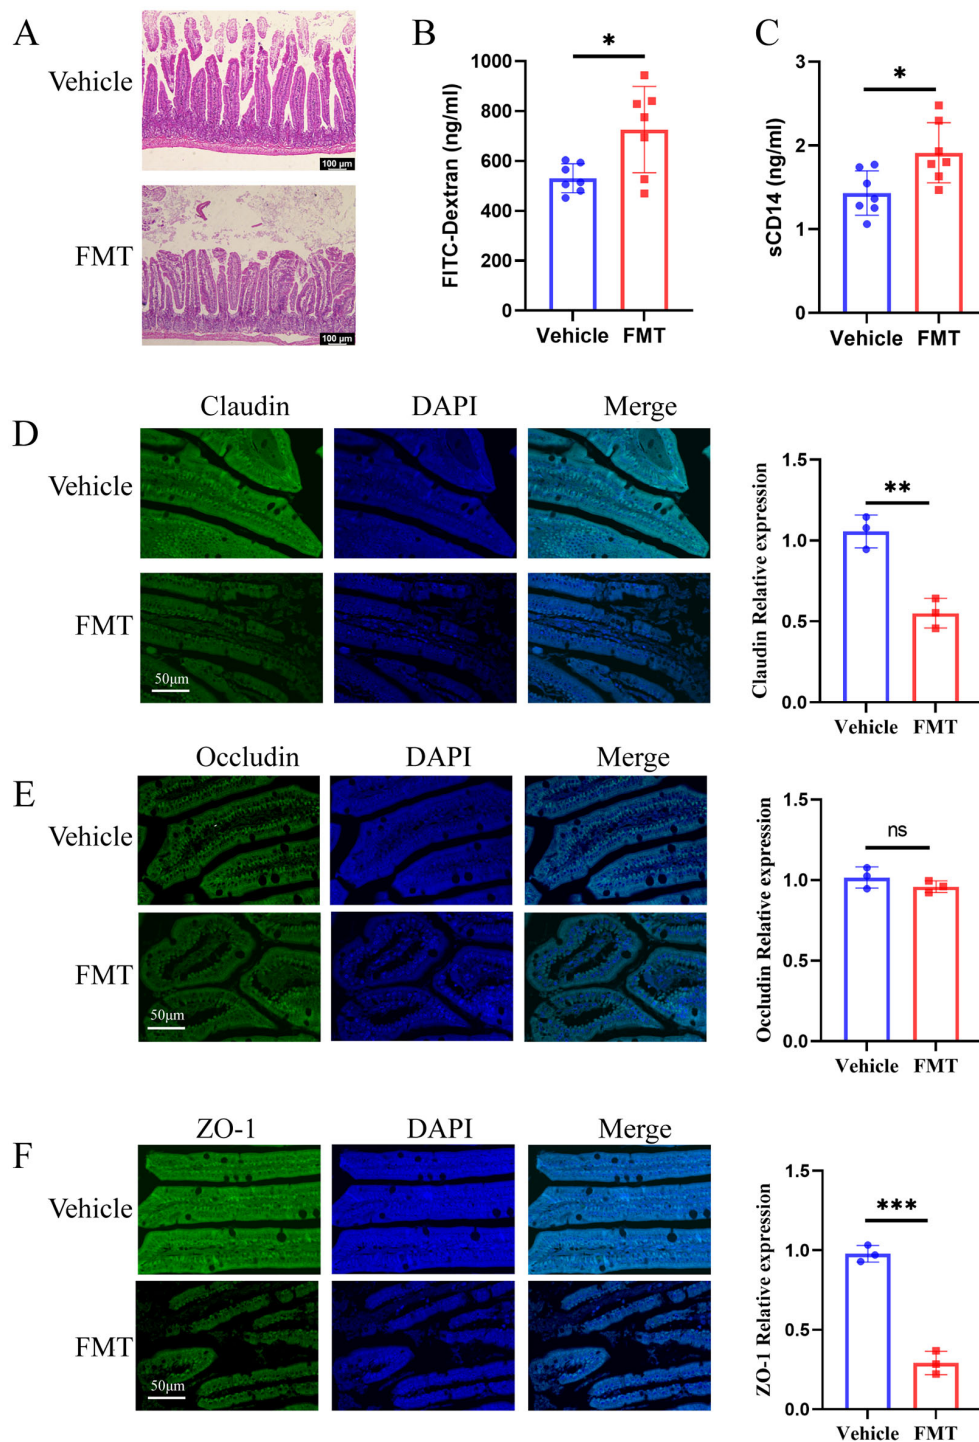 A
Vehicle
100 μm
FMT
100 μm
B
*
FITC-Dextran (ng/ml)
1000
800
600
400
200
0
Vehicle FMT
C
*
sCD14 (ng/ml)
3
2
1
0
Vehicle FMT
D
Claudin DAPI Merge
Vehicle
FMT
50μm
Claudin Relative expression
1.5
1.0
0.5
0.0
**
Vehicle FMT
E
Occludin DAPI Merge
Vehicle
FMT
50μm
Occludin Relative expression
1.5
1.0
0.5
0.0
ns
Vehicle FMT
F
ZO-1 DAPI Merge
Vehicle
FMT
50μm
ZO-1 Relative expression
1.5
1.0
0.5
0.0
***
Vehicle FMT